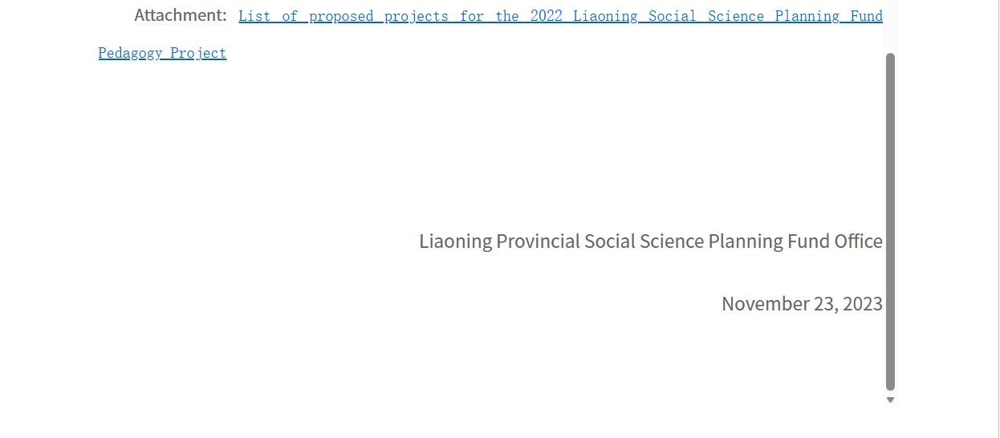 Attachment: List of proposed projects for the 2022 Liaoning Social Science Planning Fund
Pedagogy Project
Liaoning Provincial Social Science Planning Fund Office
November 23, 2023